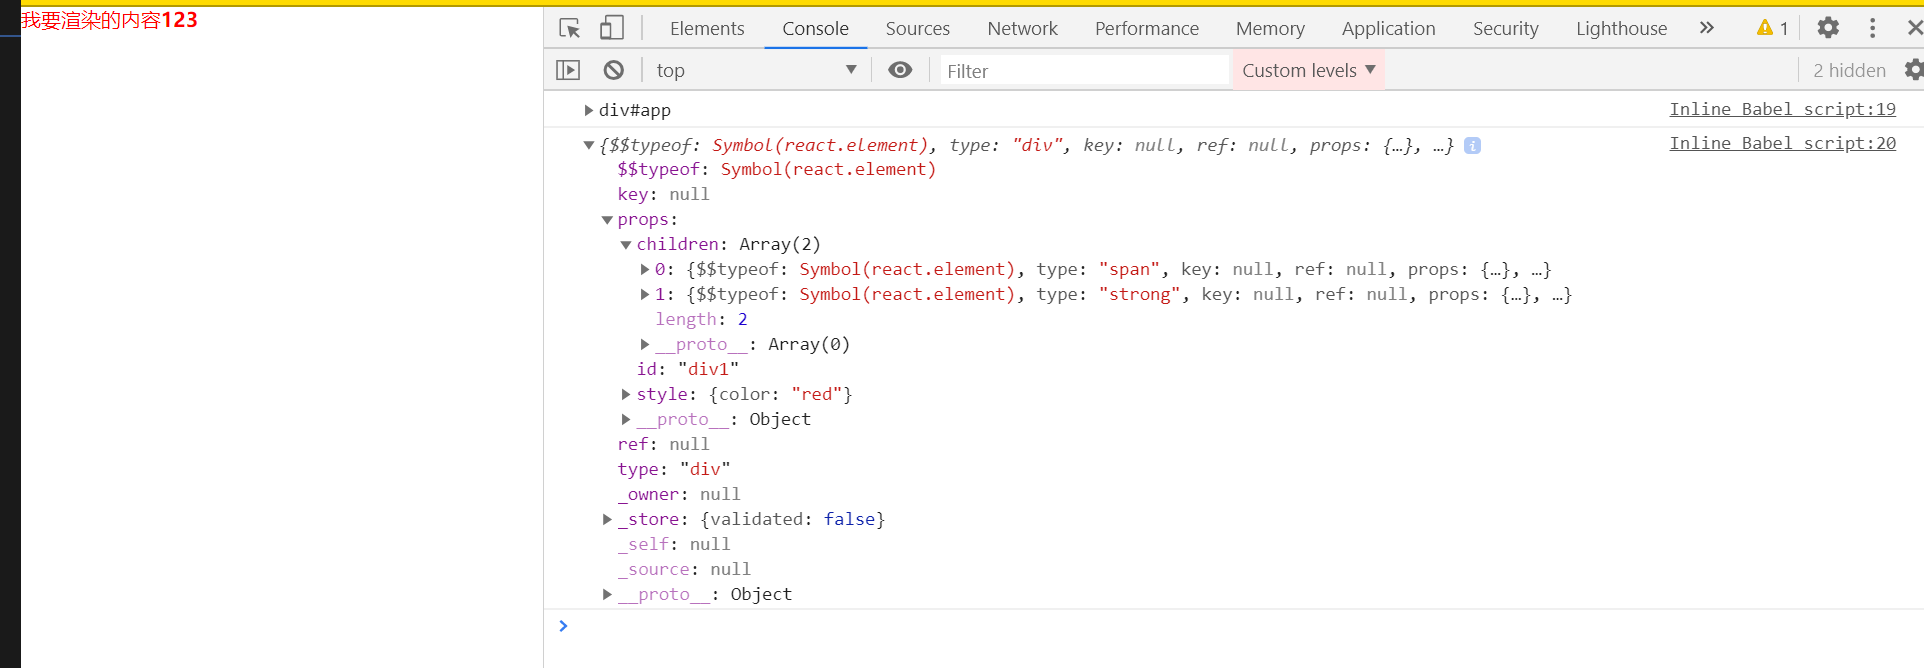 我要渲染的内容123
Elements Console Sources Network Performance Memory Application Security Lighthouse » 1
top Filter Custom levels 2 hidden
div#app Inline Babel script:19
{$$typeof: Symbol(react.element), type: "div", key: null, ref: null, props: {…}, …} i Inline Babel script:20
$$typeof: Symbol(react.element)
key: null
props:
children: Array(2)
0: {$$typeof: Symbol(react.element), type: "span", key: null, ref: null, props: {…}, …}
1: {$$typeof: Symbol(react.element), type: "strong", key: null, ref: null, props: {…}, …}
length: 2
__proto__: Array(0)
id: "div1"
style: {color: "red"}
__proto__: Object
ref: null
type: "div"
_owner: null
_store: {validated: false}
_self: null
_source: null
__proto__: Object